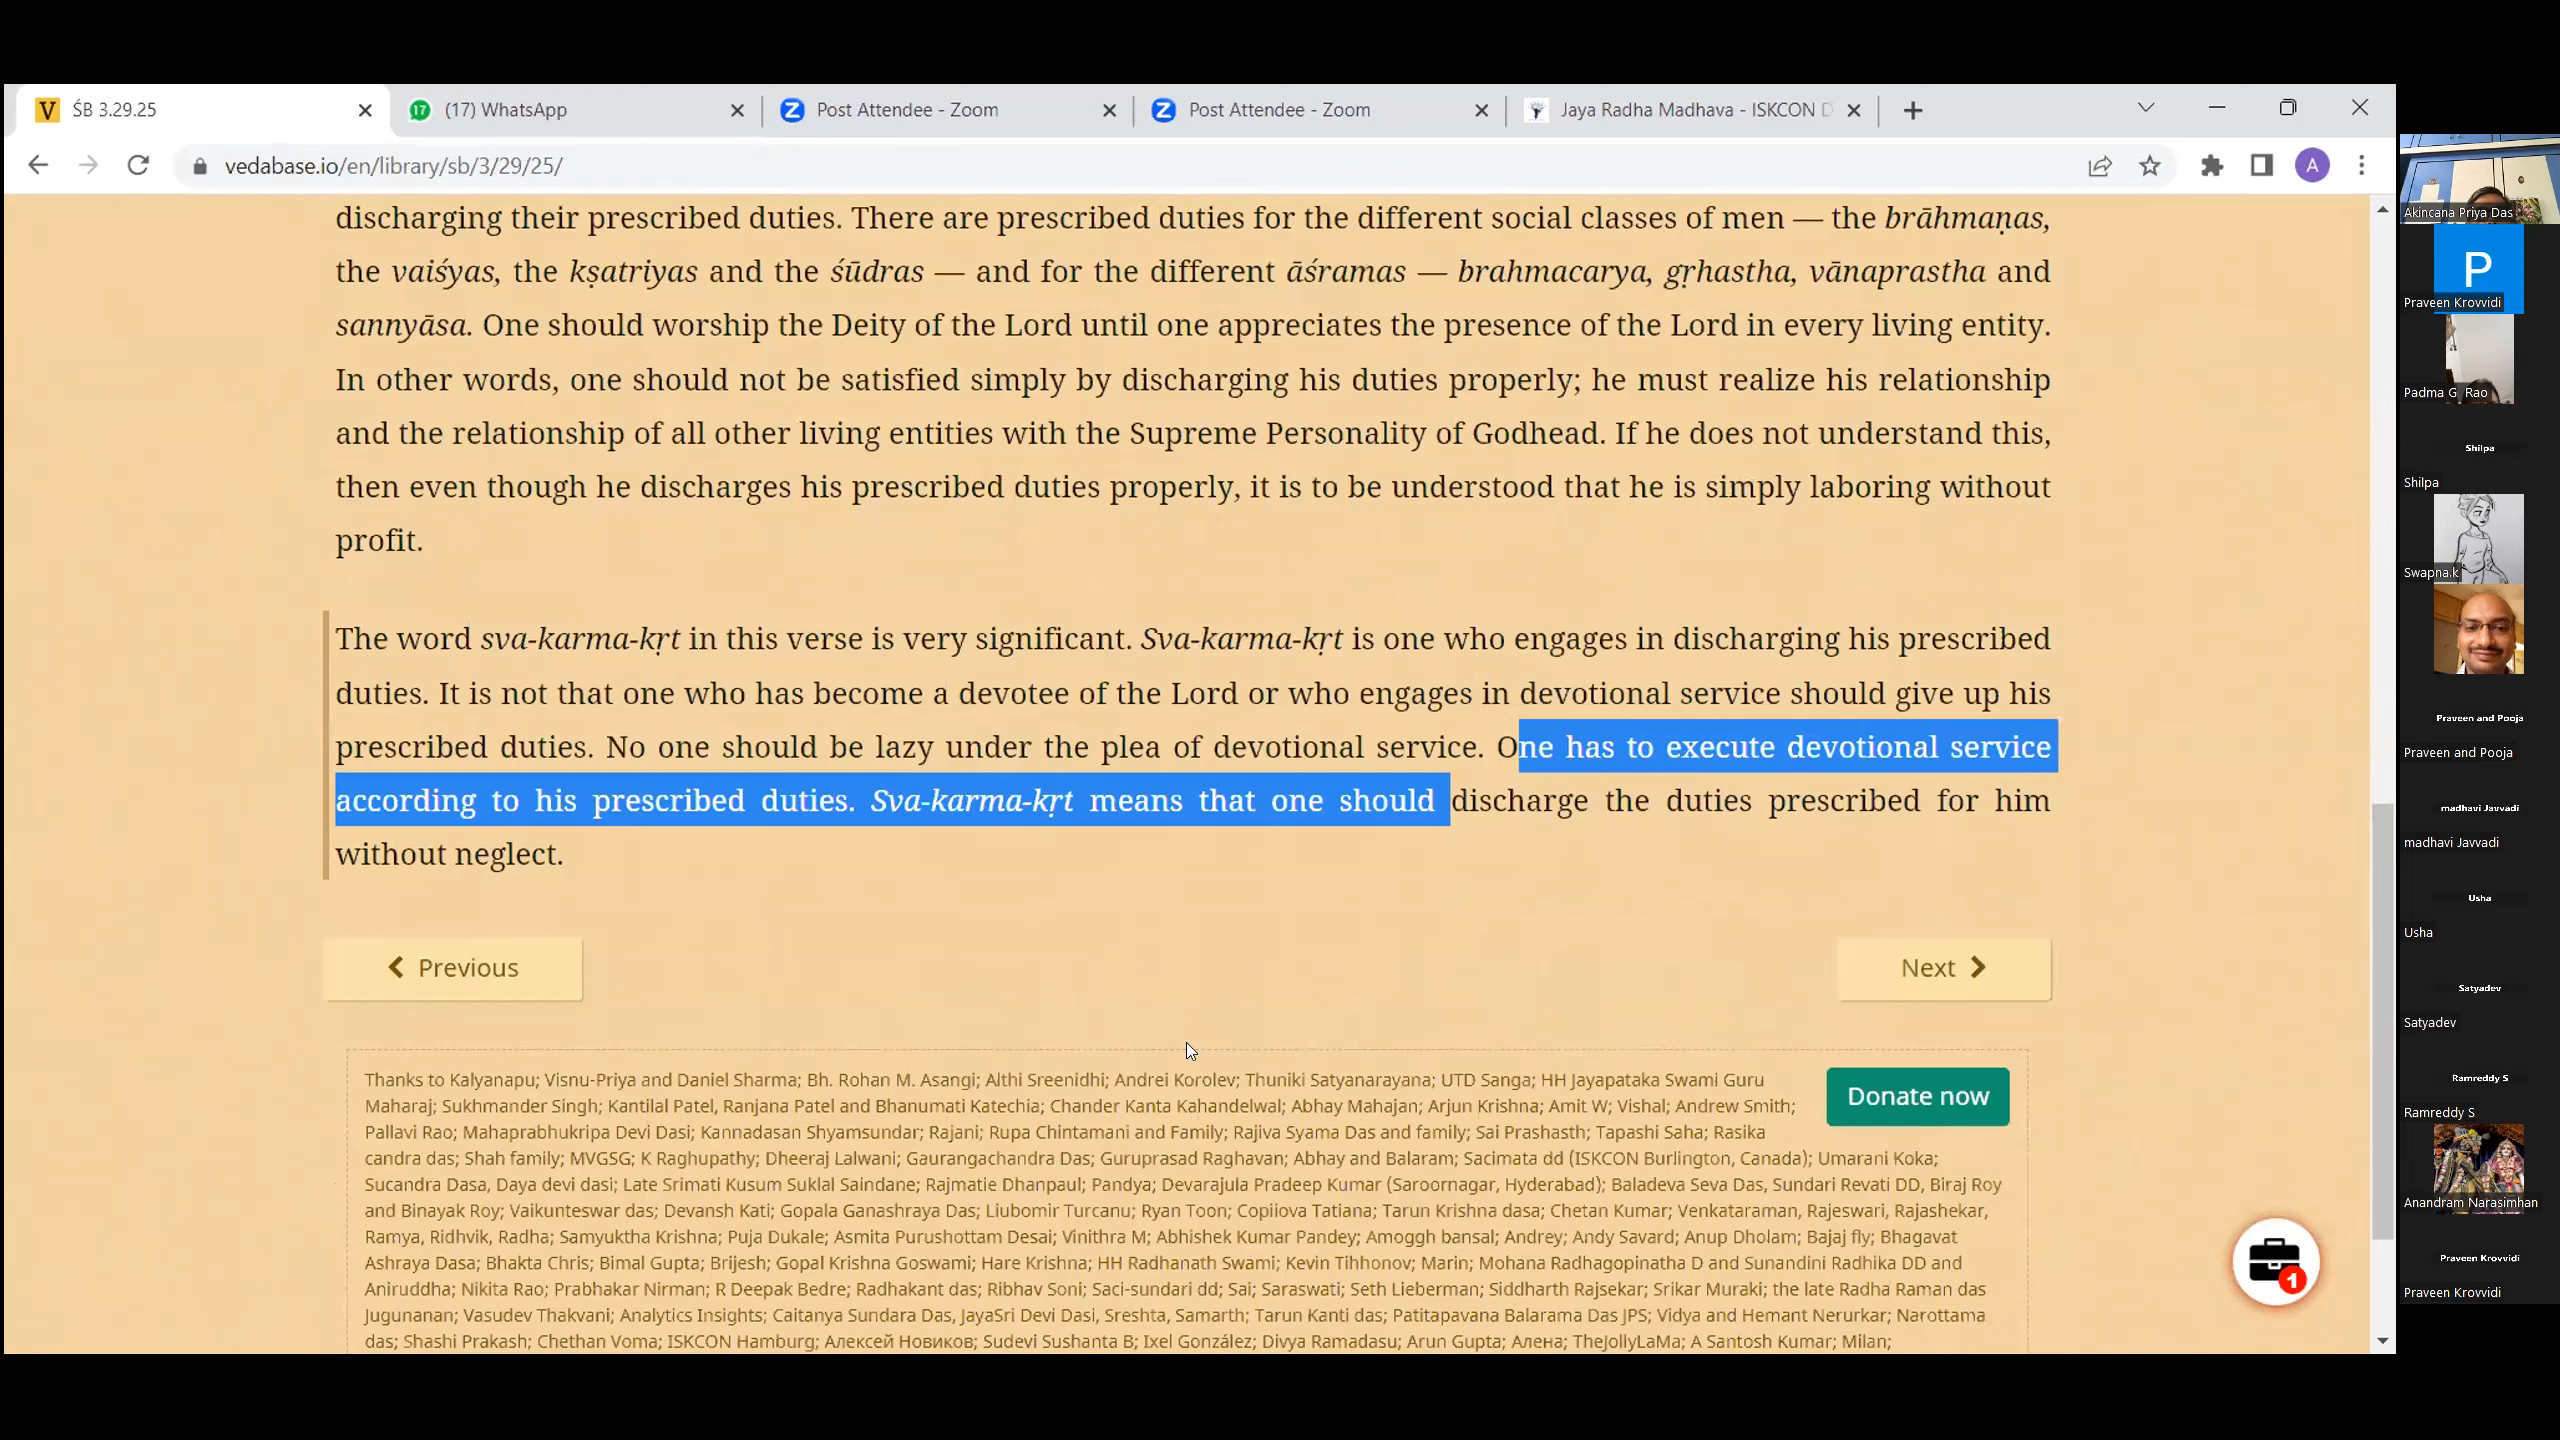 ŚB 3.29.25
(17) WhatsApp
Post Attendee - Zoom
Post Attendee - Zoom
Jaya Radha Madhava - ISKCON D
vedabase.io/en/library/sb/3/29/25/
A
discharging their prescribed duties. There are prescribed duties for the different social classes of men — the brāhmaṇas,
the vaiśyas, the kṣatriyas and the śūdras — and for the different āśramas — brahmacarya, gṛhastha, vānaprastha and
sannyāsa. One should worship the Deity of the Lord until one appreciates the presence of the Lord in every living entity.
In other words, one should not be satisfied simply by discharging his duties properly; he must realize his relationship
and the relationship of all other living entities with the Supreme Personality of Godhead. If he does not understand this,
then even though he discharges his prescribed duties properly, it is to be understood that he is simply laboring without
profit.
The word sva-karma-kṛt in this verse is very significant. Sva-karma-kṛt is one who engages in discharging his prescribed
duties. It is not that one who has become a devotee of the Lord or who engages in devotional service should give up his
prescribed duties. No one should be lazy under the plea of devotional service. One has to execute devotional service
according to his prescribed duties. Sva-karma-kṛt means that one should discharge the duties prescribed for him
without neglect.
Previous
Next
Thanks to Kalyanapu; Visnu-Priya and Daniel Sharma; Bh. Rohan M. Asangi; Althi Sreenidhi; Andrei Korolev; Thuniki Satyanarayana; UTD Sanga; HH Jayapataka Swami Guru
Maharaj; Sukhmander Singh; Kantilal Patel, Ranjana Patel and Bhanumati Katechia; Chander Kanta Kahandelwal; Abhay Mahajan; Arjun Krishna; Amit W; Vishal; Andrew Smith;
Pallavi Rao; Mahaprabhukripa Devi Dasi; Kannadasan Shyamsundar; Rajani; Rupa Chintamani and Family; Rajiva Syama Das and family; Sai Prashasth; Tapashi Saha; Rasika
candra das; Shah family; MVGSG; K Raghupathy; Dheeraj Lalwani; Gaurangachandra Das; Guruprasad Raghavan; Abhay and Balaram; Sacimata dd (ISKCON Burlington, Canada); Umarani Koka;
Sucandra Dasa, Daya devi dasi; Late Srimati Kusum Suklal Saindane; Rajmatie Dhanpaul; Pandya; Devarajula Pradeep Kumar (Saroornagar, Hyderabad); Baladeva Seva Das, Sundari Revati DD, Biraj Roy
and Binayak Roy; Vaikunteswar das; Devansh Kati; Gopala Ganashraya Das; Liubomir Turcanu; Ryan Toon; Copiiova Tatiana; Tarun Krishna dasa; Chetan Kumar; Venkataraman, Rajeswari, Rajashekar,
Ramya, Ridhvik, Radha; Samyuktha Krishna; Puja Dukale; Asmita Purushottam Desai; Vinithra M; Abhishek Kumar Pandey; Amoggh bansal; Andrey; Andy Savard; Anup Dholam; Bajaj fly; Bhagavat
Ashraya Dasa; Bhakta Chris; Bimal Gupta; Brijesh; Gopal Krishna Goswami; Hare Krishna; HH Radhanath Swami; Kevin Tihhonov; Marin; Mohana Radhagopinatha D and Sunandini Radhika DD and
Aniruddha; Nikita Rao; Prabhakar Nirman; R Deepak Bedre; Radhakant das; Ribhav Soni; Saci-sundari dd; Sai; Saraswati; Seth Lieberman; Siddharth Rajsekar; Srikar Muraki; the late Radha Raman das
Jugunanan; Vasudev Thakvani; Analytics Insights; Caitanya Sundara Das, JayaSri Devi Dasi, Sreshta, Samarth; Tarun Kanti das; Patitapavana Balarama Das JPS; Vidya and Hemant Nerurkar; Narottama
das; Shashi Prakash; Chethan Voma; ISKCON Hamburg; Алексей Новиков; Sudevi Sushanta B; Ixel González; Divya Ramadasu; Arun Gupta; Алена; TheJollyLaMa; A Santosh Kumar; Milan;
Donate now
1
Akincana Priya Das
P
Praveen Krovvidi
Padma G Rao
Shilpa
Shilpa
Swapna.k
Praveen and Pooja
Praveen and Pooja
madhavi Javvadi
madhavi Javvadi
Usha
Usha
Satyadev
Satyadev
Ramreddy S
Ramreddy S
Anandram Narasimhan
Praveen Krovvidi
Praveen Krovvidi